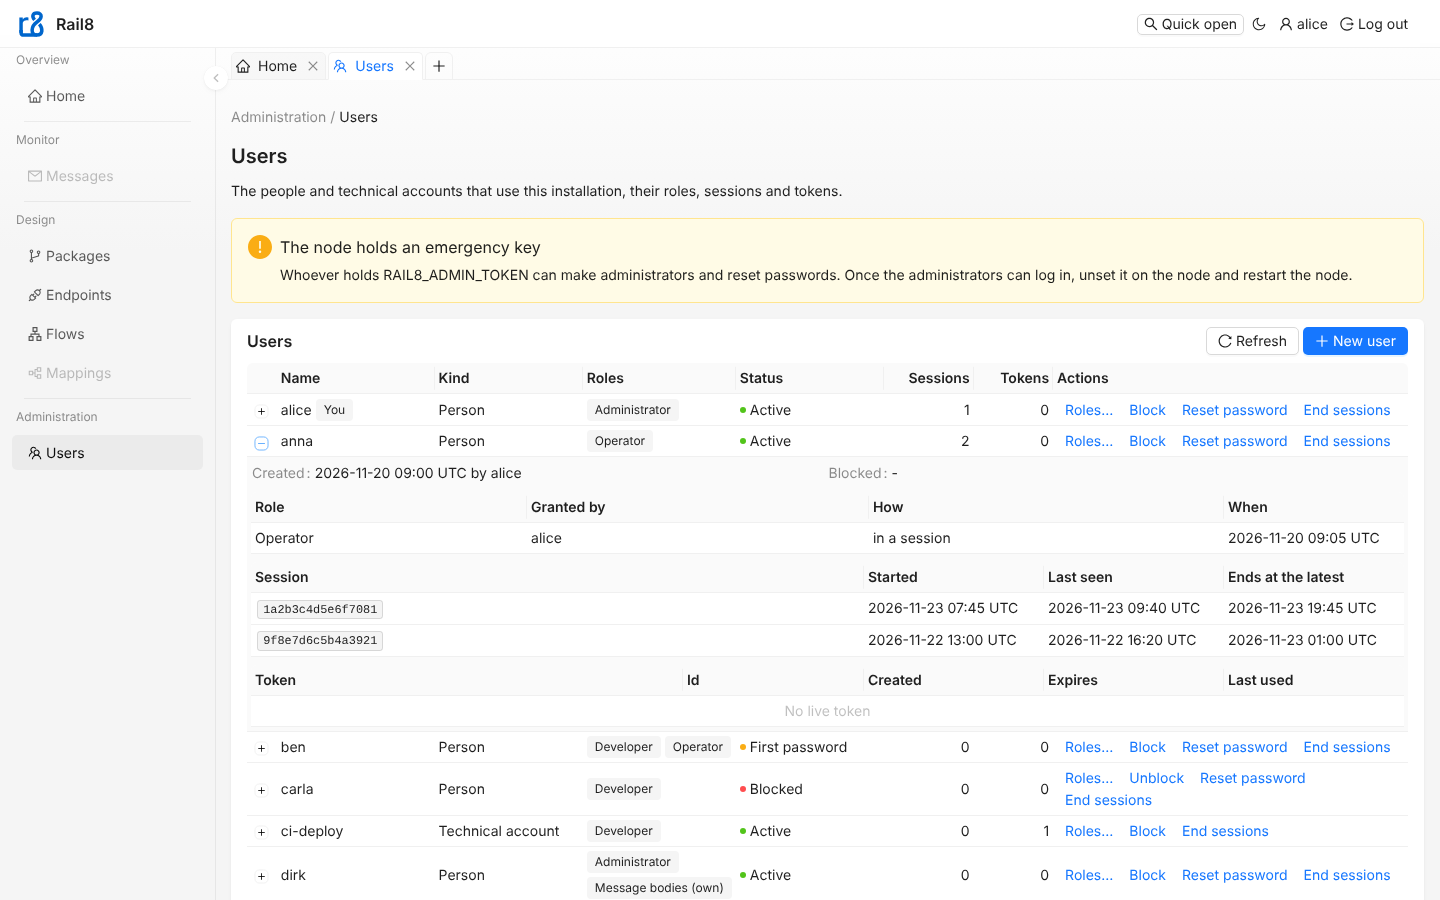 r8 Rail8
Quick open alice Log out
Overview
Home
Monitor
Messages
Design
Packages
Endpoints
Flows
Mappings
Administration
Users
Home Users
Administration / Users
Users
The people and technical accounts that use this installation, their roles, sessions and tokens.
The node holds an emergency key
Whoever holds RAIL8_ADMIN_TOKEN can make administrators and reset passwords. Once the administrators can log in, unset it on the node and restart the node.
Users Refresh New user
Name Kind Roles Status Sessions Tokens Actions
alice You Person Administrator Active 1 0 Roles... Block Reset password End sessions
anna Person Operator Active 2 0 Roles... Block Reset password End sessions
Created: 2026-11-20 09:00 UTC by alice Blocked: -
Role Granted by How When
Operator alice in a session 2026-11-20 09:05 UTC
Session Started Last seen Ends at the latest
1a2b3c4d5e6f7081 2026-11-23 07:45 UTC 2026-11-23 09:40 UTC 2026-11-23 19:45 UTC
9f8e7d6c5b4a3921 2026-11-22 13:00 UTC 2026-11-22 16:20 UTC 2026-11-23 01:00 UTC
Token Id Created Expires Last used
No live token
ben Person Developer Operator First password 0 0 Roles... Block Reset password End sessions
carla Person Developer Blocked 0 0 Roles... Unblock Reset password
End sessions
ci-deploy Technical account Developer Active 0 1 Roles... Block End sessions
dirk Person Administrator Active 0 0 Roles... Block Reset password End sessions
Message bodies (own)